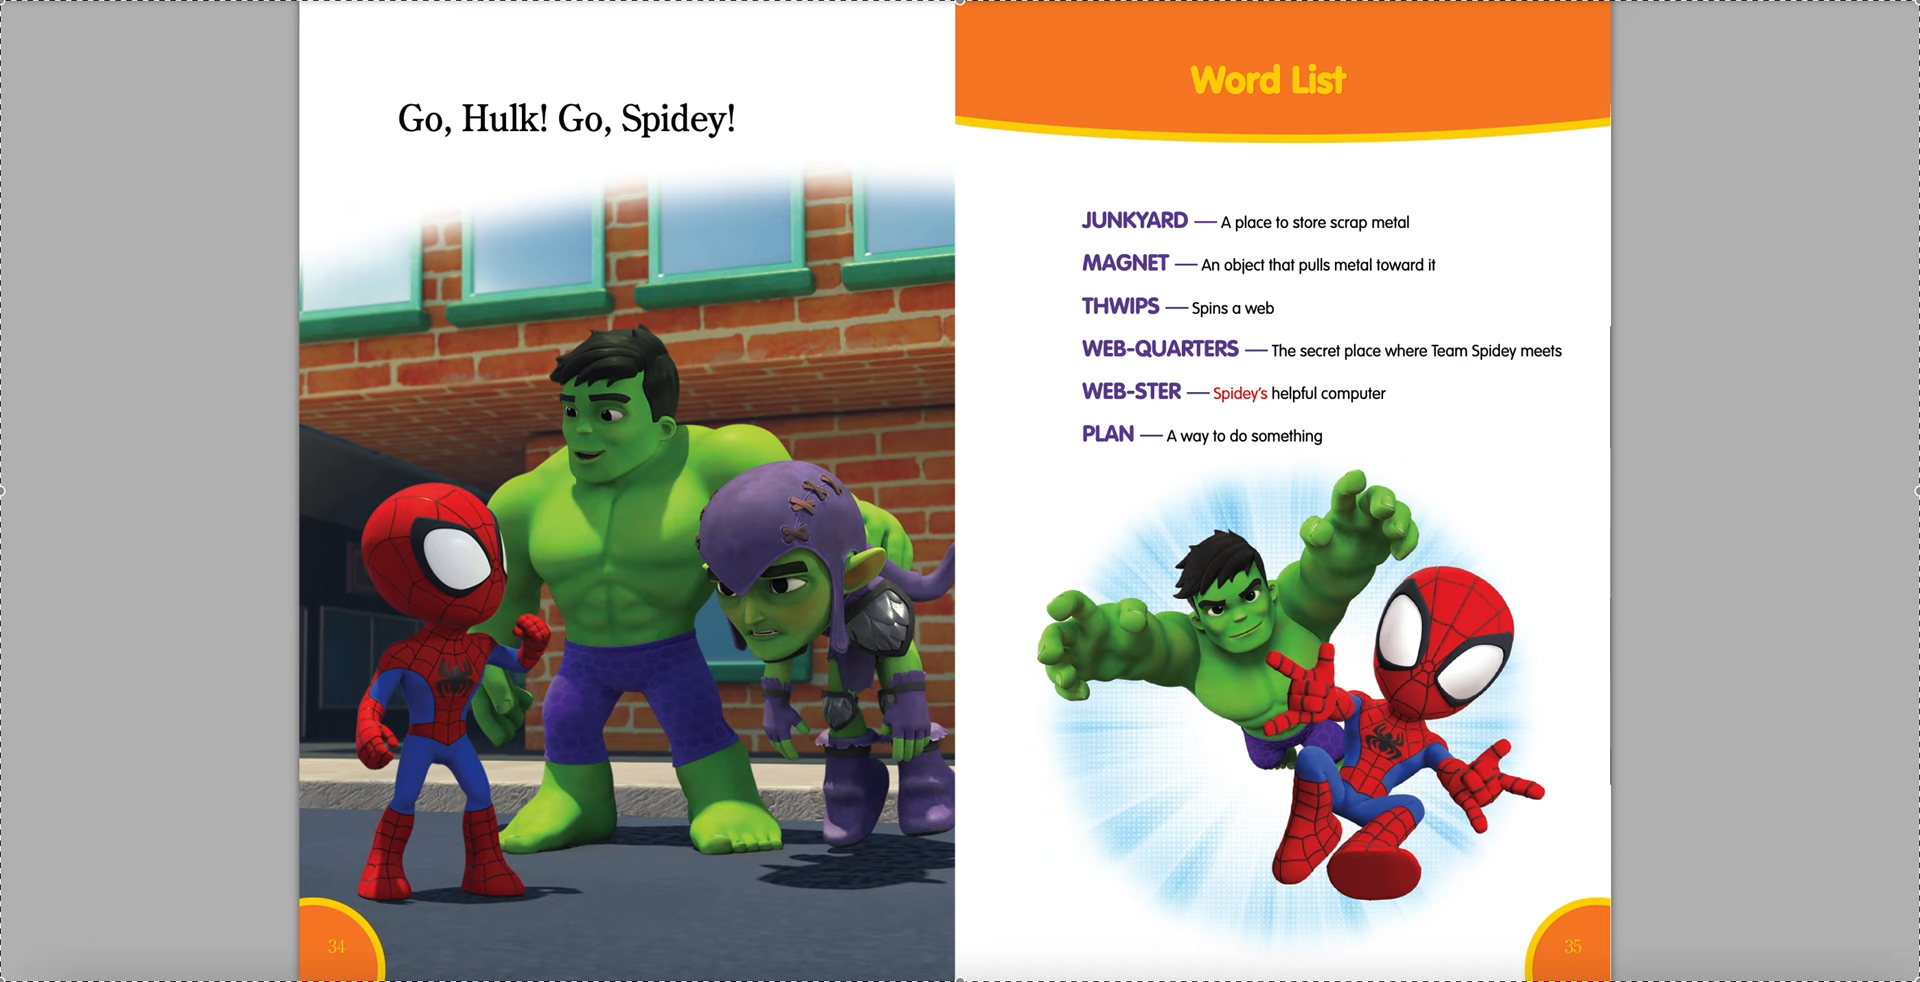 Go, Hulk! Go, Spidey!
34
Word List
JUNKYARD — A place to store scrap metal
MAGNET — An object that pulls metal toward it
THWIPS — Spins a web
WEB-QUARTERS — The secret place where Team Spidey meets
WEB-STER — Spidey's helpful computer
PLAN — A way to do something
35